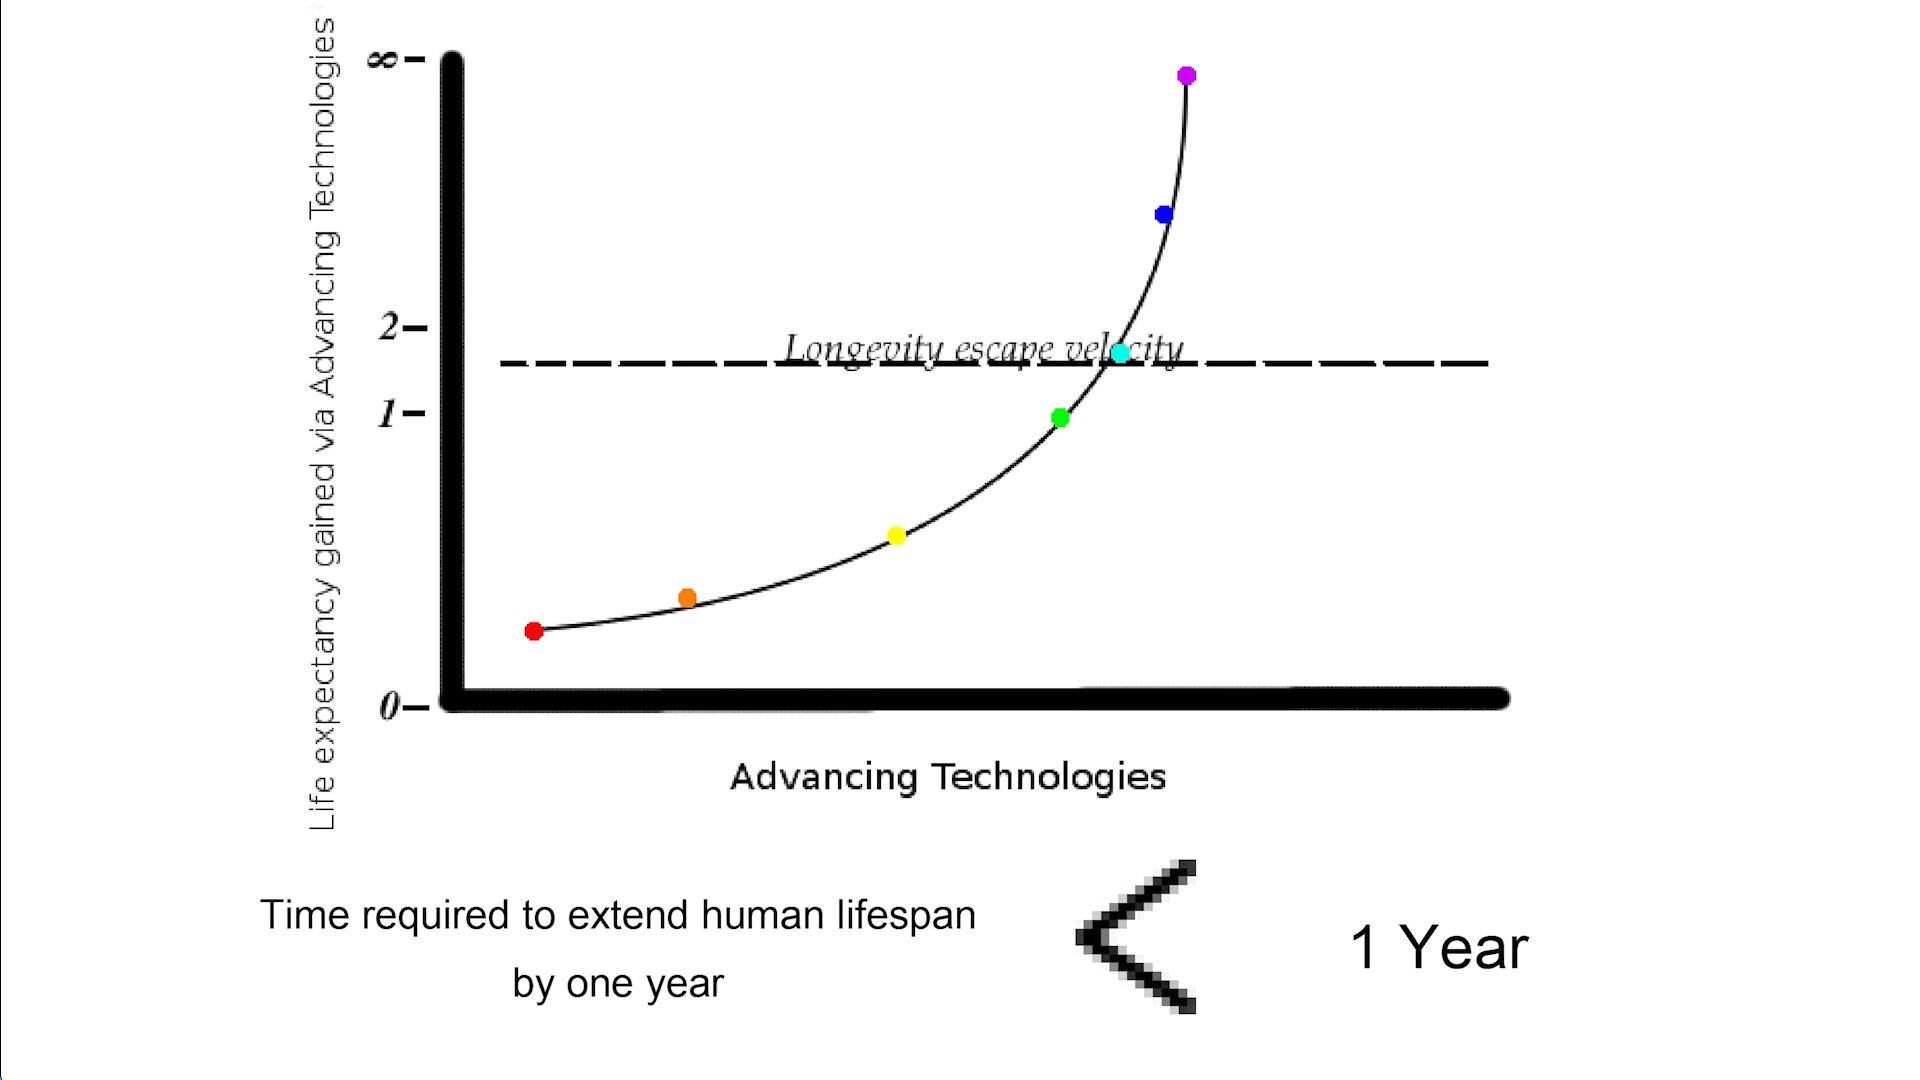 Life expectancy gained via Advancing Technologies
∞
2
Longevity escape velocity
1
0
Advancing Technologies
Time required to extend human lifespan
by one year
<
1 Year